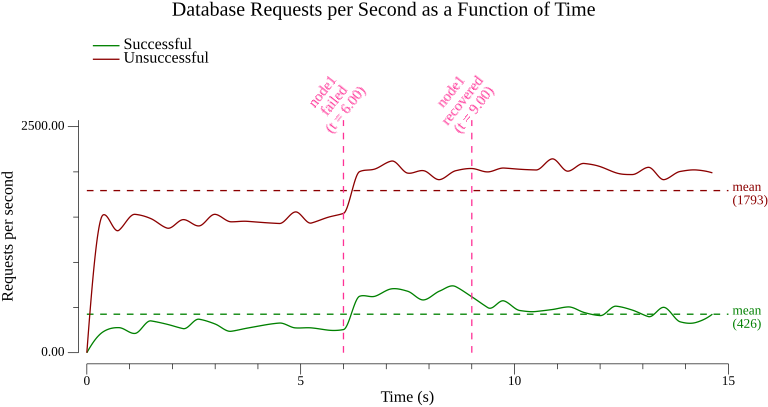 Database Requests per Second as a Function of Time
Successful
Unsuccessful
node1
failed
(t = 6.00)
node1
recovered
(t = 9.00)
2500.00
0.00
Requests per second
mean
(1793)
mean
(426)
0
5
10
15
Time (s)